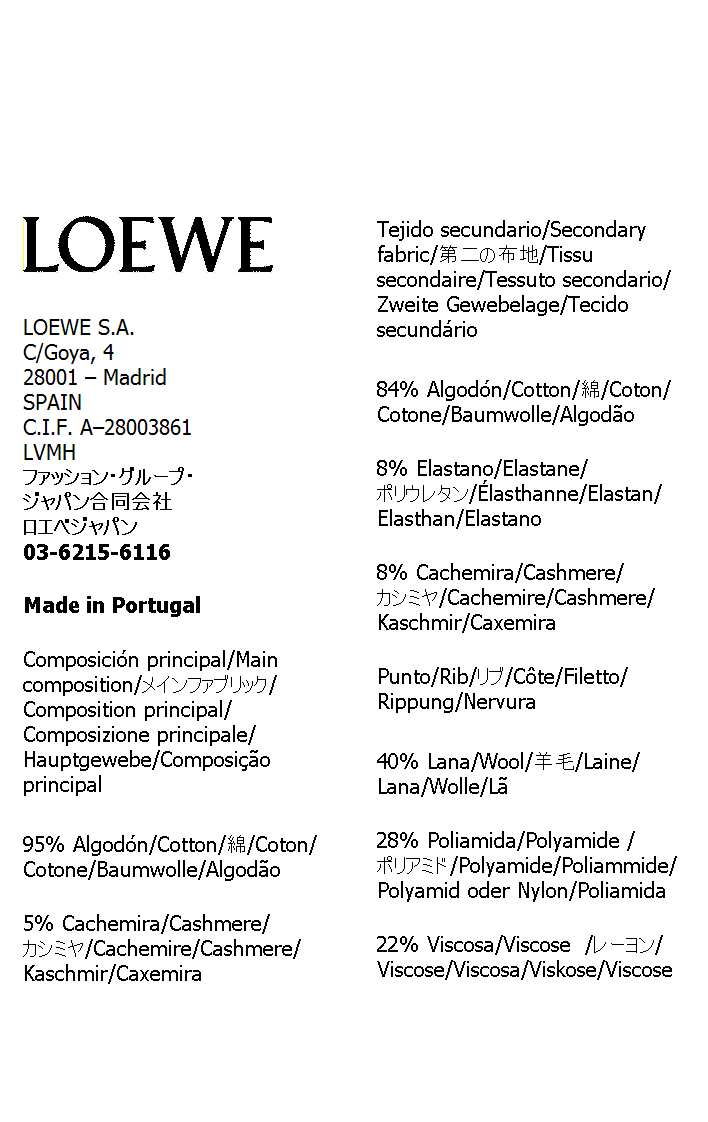 LOEWE
LOEWE S.A.
C/Goya, 4
28001 – Madrid
SPAIN
C.I.F. A–28003861
LVMH
ファッション・グループ・
ジャパン合同会社
ロエベジャパン
03-6215-6116
Made in Portugal
Composición principal/Main
composition/メインファブリック/
Composition principal/
Composizione principale/
Hauptgewebe/Composição
principal
95% Algodón/Cotton/綿/Coton/
Cotone/Baumwolle/Algodão
5% Cachemira/Cashmere/
カシミヤ/Cachemire/Cashmere/
Kaschmir/Caxemira
Tejido secundario/Secondary
fabric/第二の布地/Tissu
secondaire/Tessuto secondario/
Zweite Gewebelage/Tecido
secundário
84% Algodón/Cotton/綿/Coton/
Cotone/Baumwolle/Algodão
8% Elastano/Elastane/
ポリウレタン/Élasthanne/Elastan/
Elasthan/Elastano
8% Cachemira/Cashmere/
カシミヤ/Cachemire/Cashmere/
Kaschmir/Caxemira
Punto/Rib/リブ/Côte/Filetto/
Rippung/Nervura
40% Lana/Wool/羊毛/Laine/
Lana/Wolle/Lã
28% Poliamida/Polyamide /
ポリアミド/Polyamide/Poliammide/
Polyamid oder Nylon/Poliamida
22% Viscosa/Viscose  /レーヨン/
Viscose/Viscosa/Viskose/Viscose